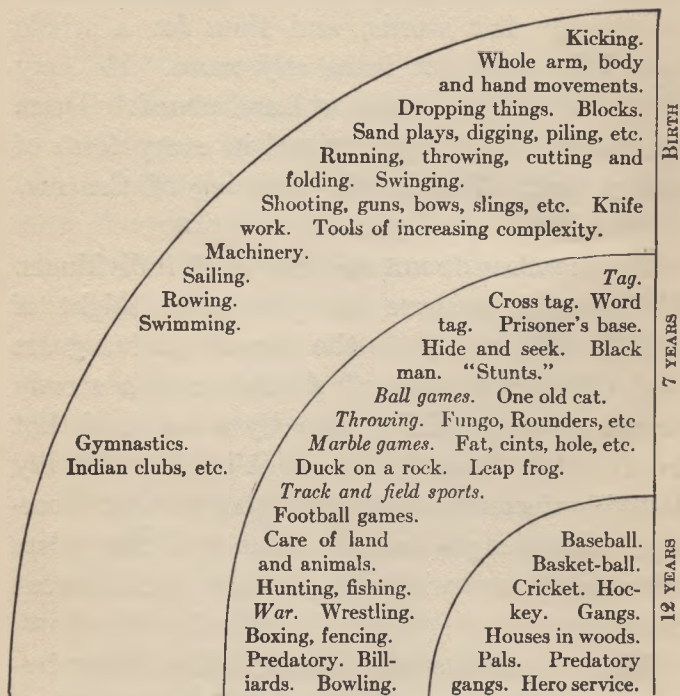 Kicking.
Whole arm, body
and hand movements.
Dropping things. Blocks.
Sand plays, digging, piling, etc.
Running, throwing, cutting and
folding. Swinging.
Shooting, guns, bows, slings, etc. Knife
work. Tools of increasing complexity.
Machinery.
Sailing.
Rowing.
Swimming.
Gymnastics.
Indian clubs, etc.
BIRTH
Tag.
Cross tag. Word
tag. Prisoner's base.
Hide and seek. Black
man. "Stunts."
Ball games. One old cat.
Throwing. Fungo, Rounders, etc
Marble games. Fat, cints, hole, etc.
Duck on a rock. Leap frog.
Track and field sports.
Football games.
Care of land
and animals.
Hunting, fishing.
War. Wrestling.
Boxing, fencing.
Predatory. Bill-
iards. Bowling.
7 YEARS
Baseball.
Basket-ball.
Cricket. Hoc-
key. Gangs.
Houses in woods.
Pals. Predatory
gangs. Hero service.
12 YEARS